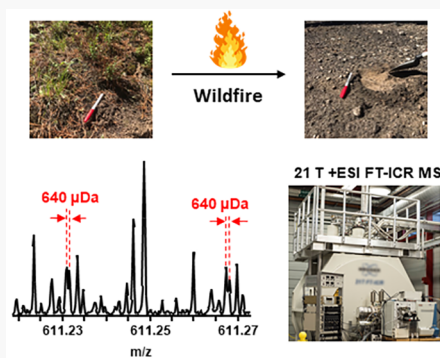 Wildfire
640 µDa
640 µDa
21 T +ESI FT-ICR MS
611.23
611.25
611.27
m/z